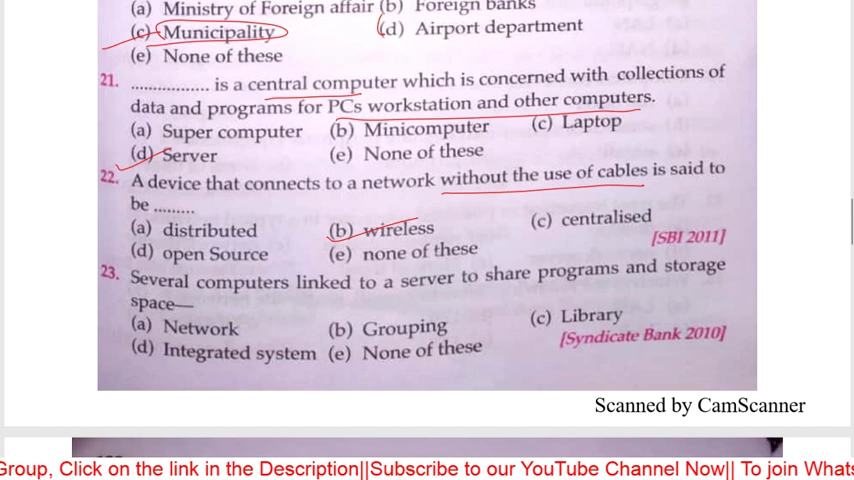 (a) Ministry of Foreign affair (b) Foreign banks
(c) Municipality (d) Airport department
(e) None of these
21. ................. is a central computer which is concerned with collections of
data and programs for PCs workstation and other computers.
(a) Super computer (b) Minicomputer (c) Laptop
(d) Server (e) None of these
22. A device that connects to a network without the use of cables is said to
be .........
(a) distributed (b) wireless (c) centralised
(d) open Source (e) none of these [SBI 2011]
23. Several computers linked to a server to share programs and storage
space—
(a) Network (b) Grouping (c) Library
(d) Integrated system (e) None of these [Syndicate Bank 2010]
Scanned by CamScanner
Group, Click on the link in the Description||Subscribe to our YouTube Channel Now|| To join Whats